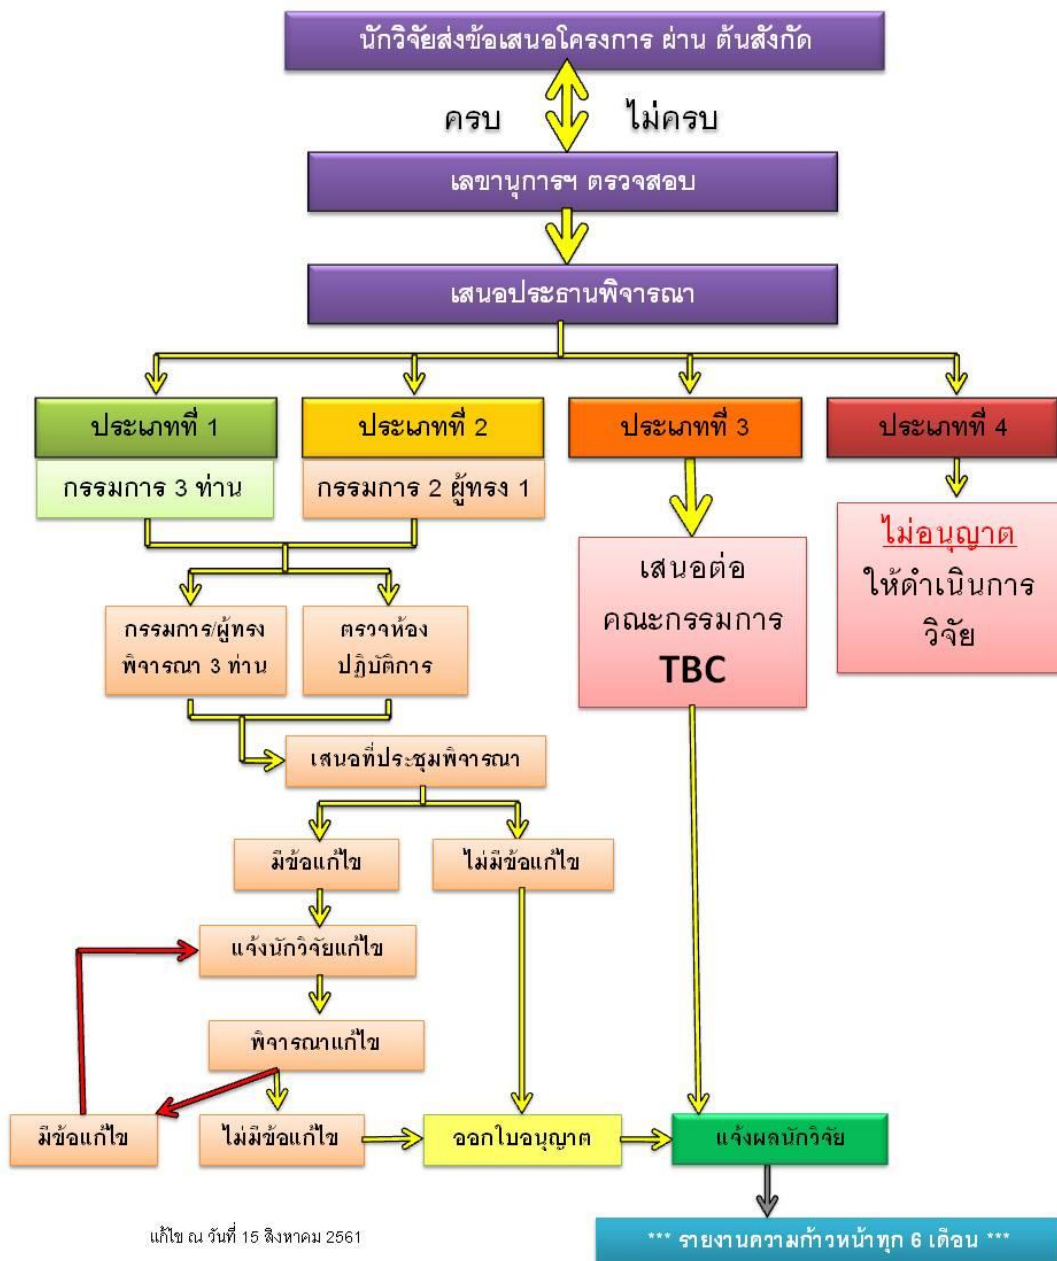 นักวิจัยส่งข้อเสนอโครงการ ผ่าน ต้นสังกัด
ครบ
ไม่ครบ
เลขานุการฯ ตรวจสอบ
เสนอประธานพิจารณา
ประเภทที่ 1
ประเภทที่ 2
ประเภทที่ 3
ประเภทที่ 4
กรรมการ 3 ท่าน
กรรมการ 2 ผู้ทรง 1
เสนอต่อ
คณะกรรมการ
TBC
ไม่อนุญาต
ให้ดำเนินการ
วิจัย
กรรมการ/ผู้ทรง
พิจารณา 3 ท่าน
ตรวจห้อง
ปฏิบัติการ
เสนอที่ประชุมพิจารณา
มีข้อแก้ไข
ไม่มีข้อแก้ไข
แจ้งนักวิจัยแก้ไข
พิจารณาแก้ไข
มีข้อแก้ไข
ไม่มีข้อแก้ไข
ออกใบอนุญาต
แจ้งผลนักวิจัย
แก้ไข ณ วันที่ 15 สิงหาคม 2561
*** รายงานความก้าวหน้าทุก 6 เดือน ***